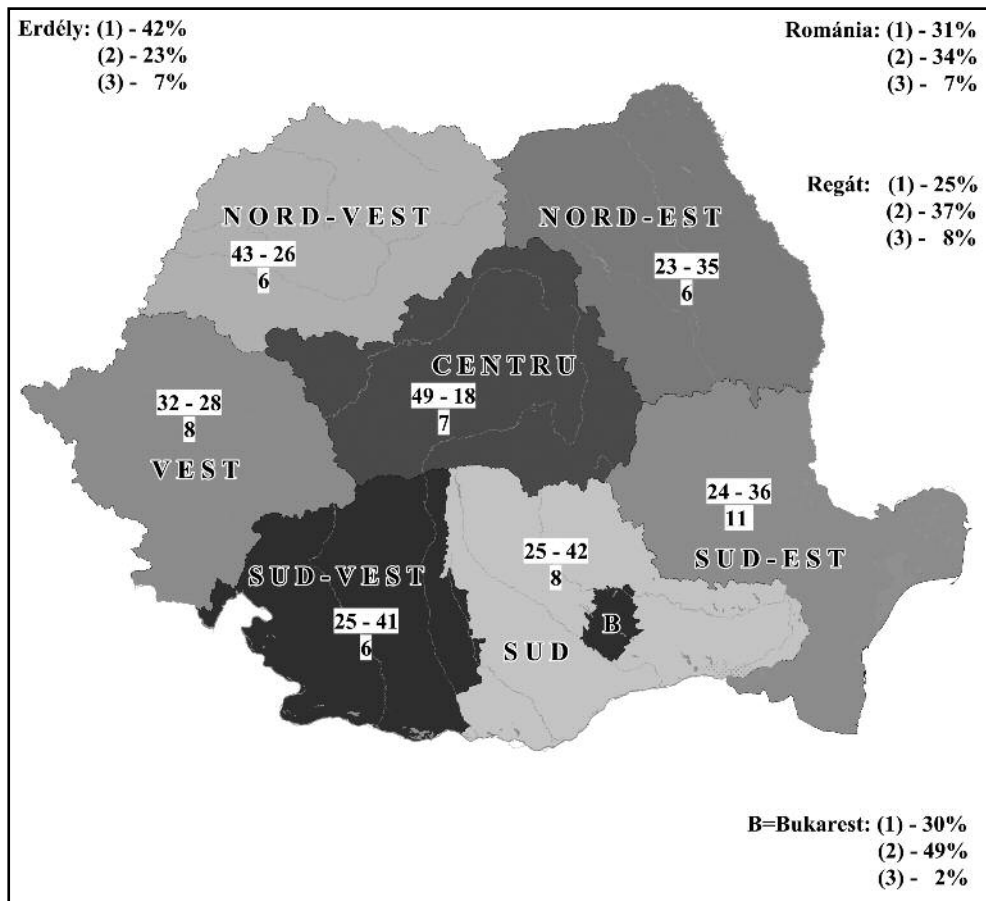 Erdély: (1) - 42%
(2) - 23%
(3) - 7%
Románia: (1) - 31%
(2) - 34%
(3) - 7%
Regát: (1) - 25%
(2) - 37%
(3) - 8%
NORD-VEST
43 - 26
6
NORD-EST
23 - 35
6
CENTRU
49 - 18
7
32 - 28
8
VEST
24 - 36
11
SUD-EST
SUD-VEST
25 - 41
6
25 - 42
8
SUD
B
B=Bukarest: (1) - 30%
(2) - 49%
(3) - 2%